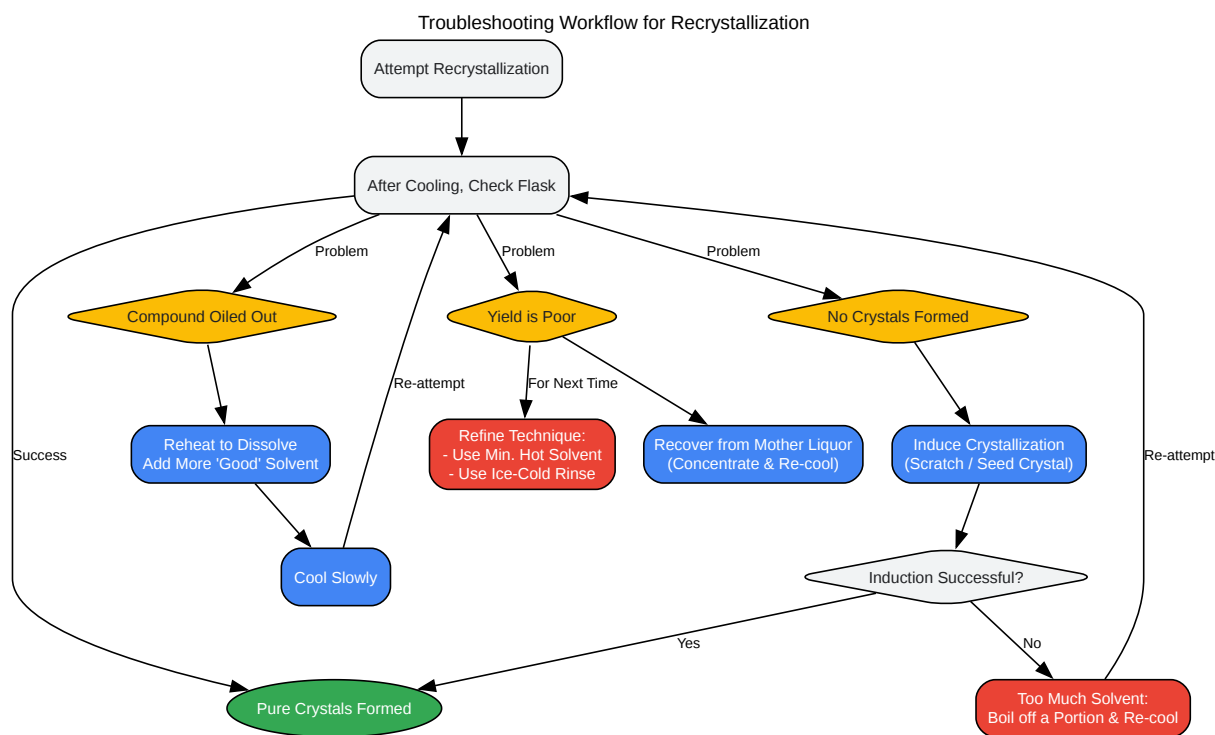 Troubleshooting Workflow for Recrystallization
Attempt Recrystallization
After Cooling, Check Flask
Problem
Problem
Problem
Compound Oiled Out
Yield is Poor
No Crystals Formed
Re-attempt
For Next Time
Success
Reheat to Dissolve
Add More 'Good' Solvent
Refine Technique:
- Use Min. Hot Solvent
- Use Ice-Cold Rinse
Recover from Mother Liquor
(Concentrate & Re-cool)
Induce Crystallization
(Scratch / Seed Crystal)
Re-attempt
Cool Slowly
Induction Successful?
Yes
No
Pure Crystals Formed
Too Much Solvent:
Boil off a Portion & Re-cool